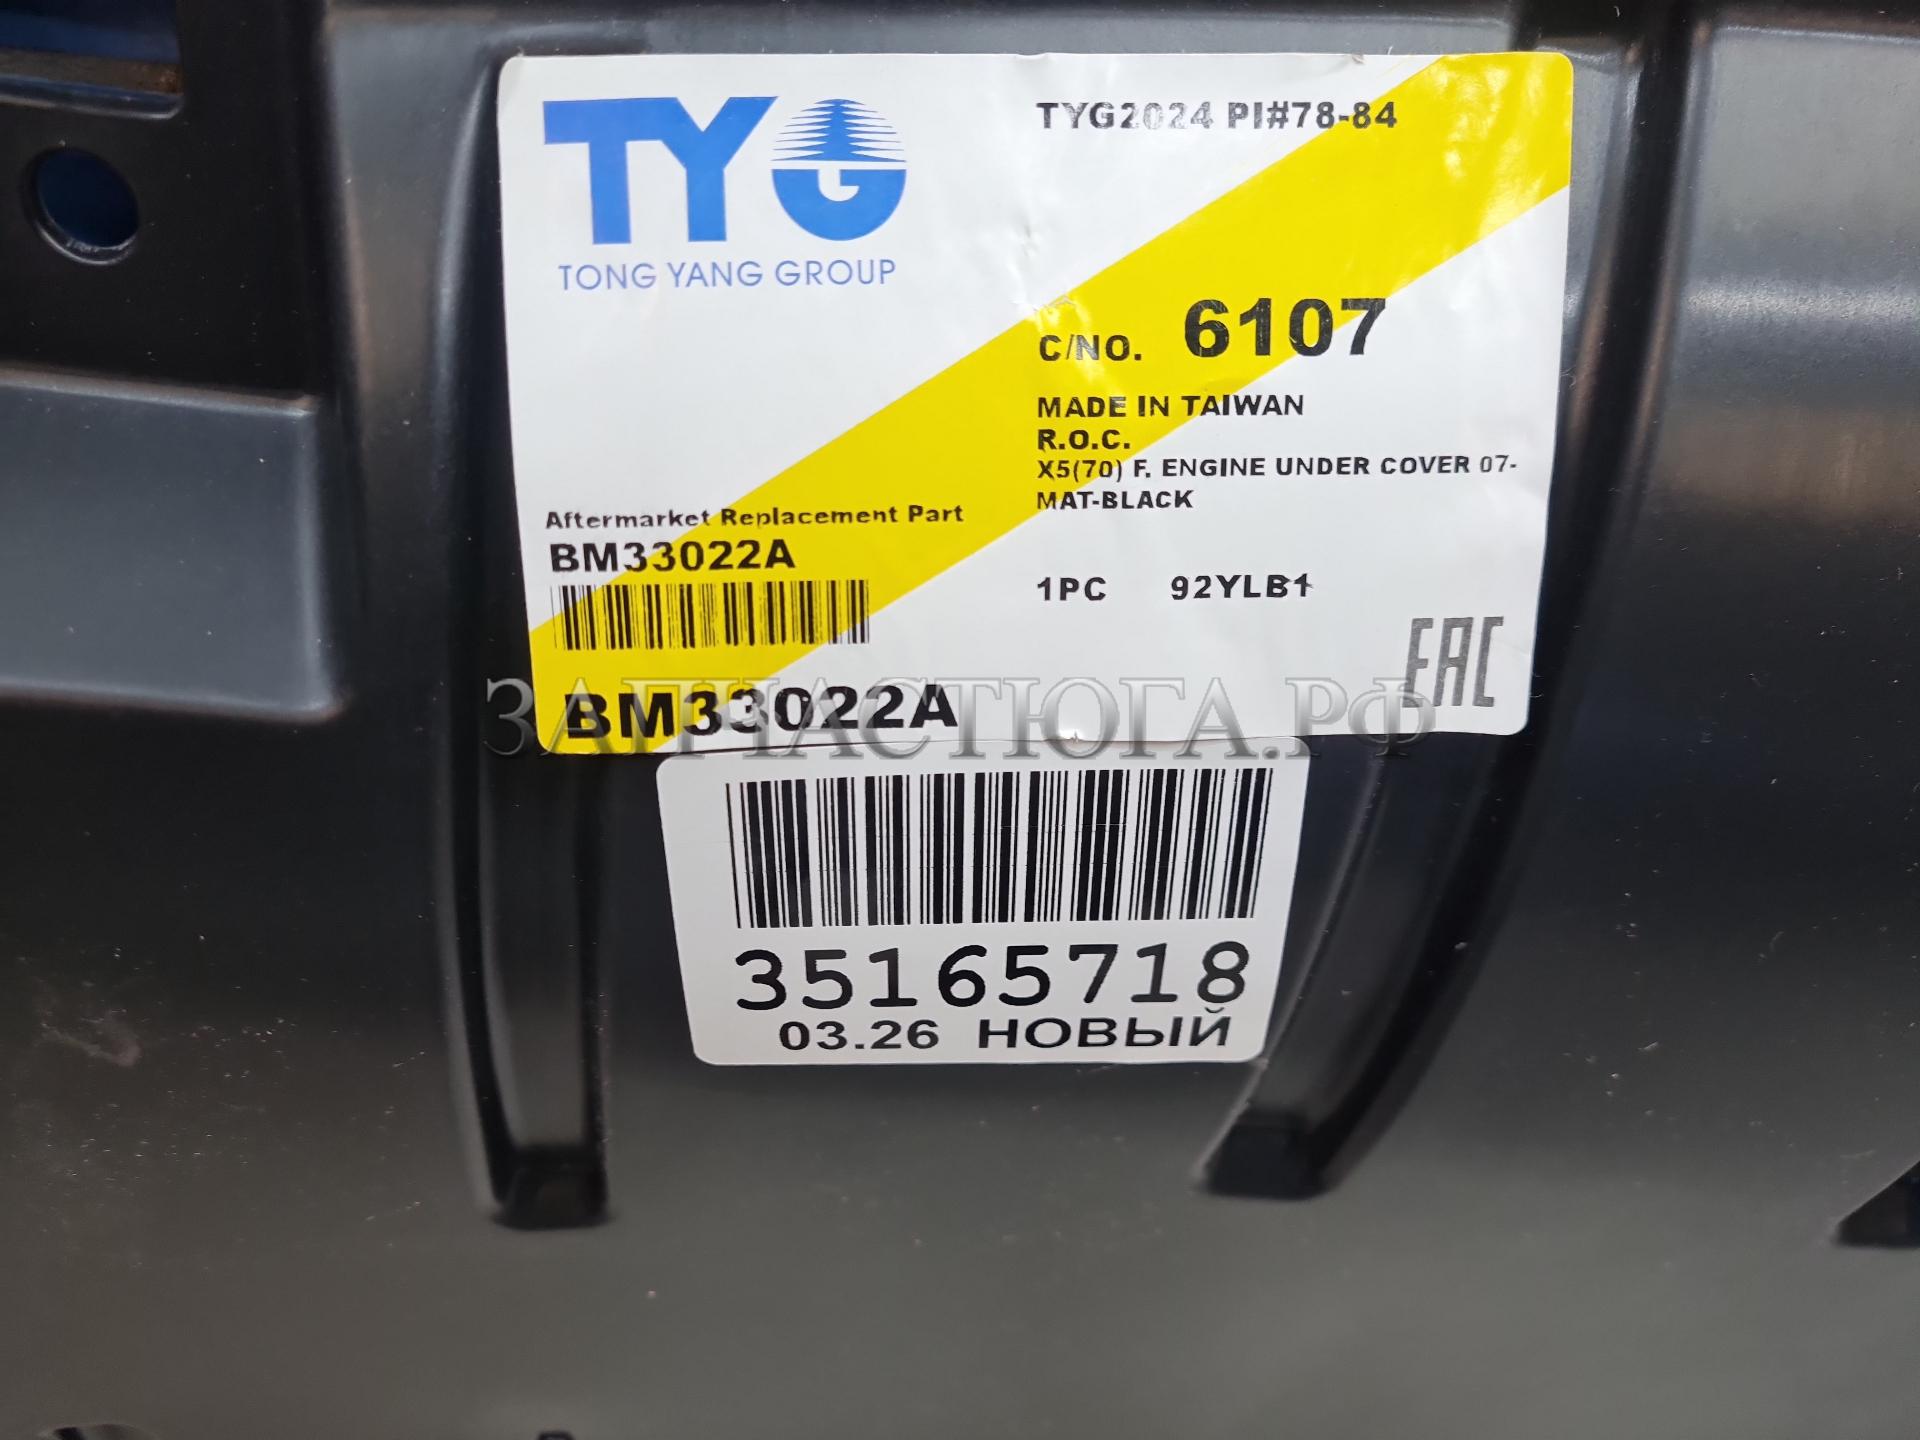 TYG
TONG YANG GROUP
TYG2024 PI#78-84
C/NO. 6107
MADE IN TAIWAN
R.O.C.
X5(70) F. ENGINE UNDER COVER 07-
MAT-BLACK
Aftermarket Replacement Part
BM33022A
1PC 92YLB1
EAC
BM33022A
ЗАПЧАСТЮГА.РФ
35165718
03.26 НОВЫЙ